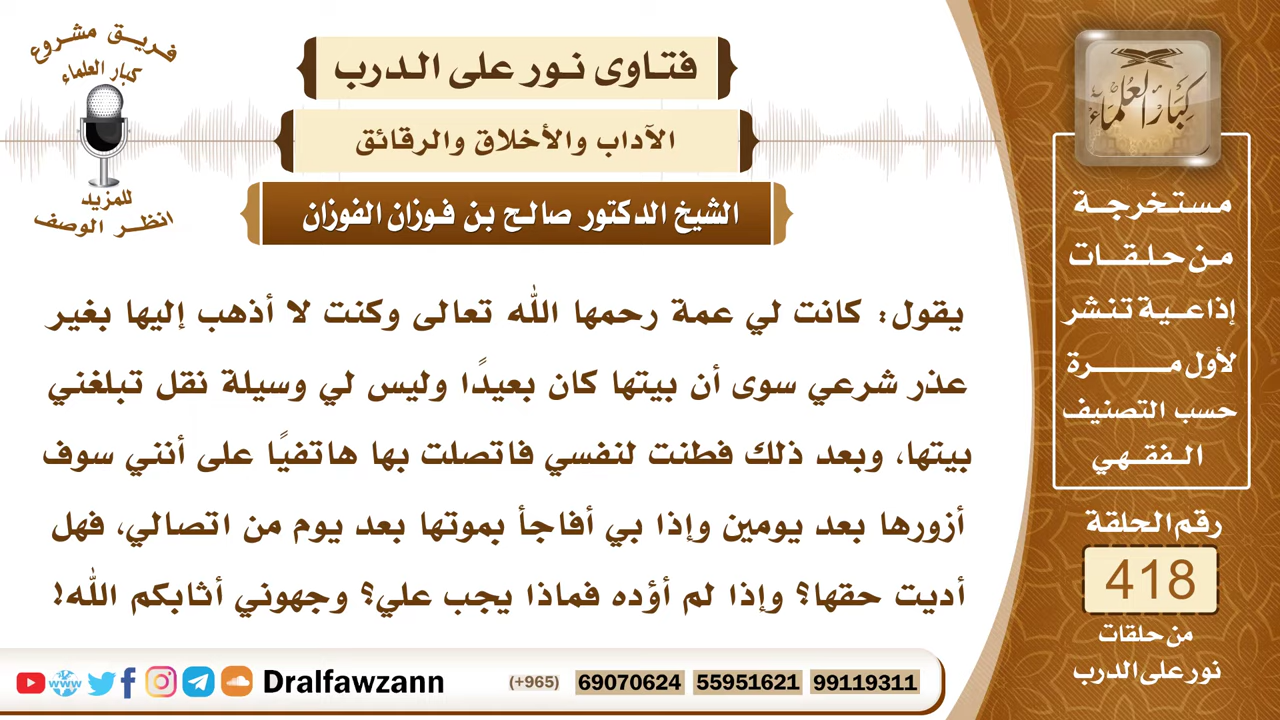 فريق مشروع
كبار العلماء
للمزيد
انظر الوصف
فتاوى نور على الدرب
الآداب والأخلاق والرقائق
الشيخ الدكتور صالح بن فوزان الفوزان
يقول: كانت لي عمة رحمها الله تعالى وكنت لا أذهب إليها بغير
عذر شرعي سوى أن بيتها كان بعيدًا وليس لي وسيلة نقل تبلغني
بيتها، وبعد ذلك فطنت لنفسي فاتصلت بها هاتفيًا على أنني سوف
أزورها بعد يومين وإذا بي أفاجأ بموتها بعد يوم من اتصالي، فهل
أديت حقها؟ وإذا لم أؤده فماذا يجب علي؟ وجهوني أثابكم الله!
كبار العلماء
مستخرجة
من حلقات
إذاعية تنشر
لأول مرة
حسب التصنيف
الفقهي
رقم الحلقة
418
من حلقات
نور على الدرب
www
Dralfawzann
(+965) 69070624 55951621 99119311